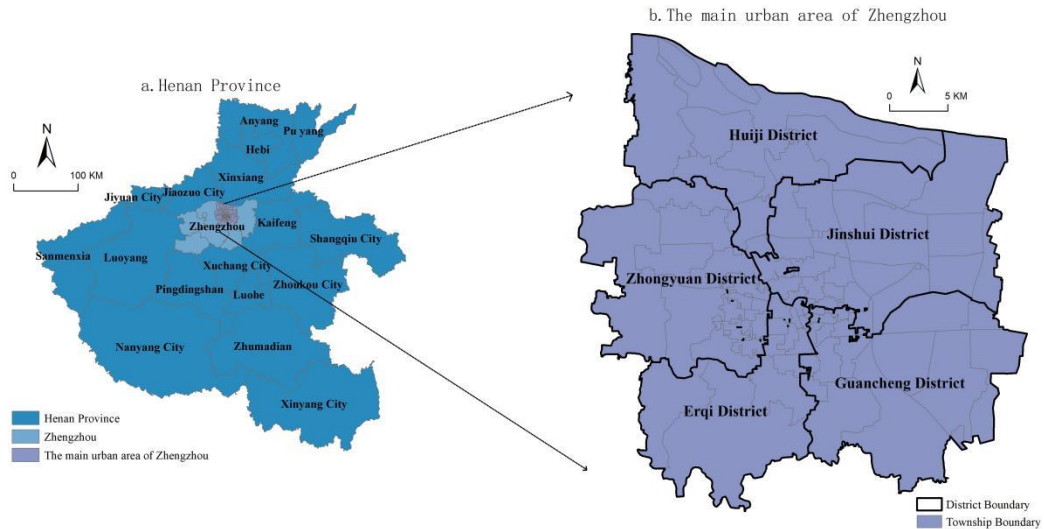 a.Henan Province
N
0 100 KM
Anyang
Pu yang
Hebi
Xinxiang
Jiaozuo City
Jiyuan City
Zhengzhou
Kaifeng
Shangqiu City
Sanmenxia
Luoyang
Xuchang City
Zhoukou City
Pingdingshan
Luohe
Nanyang City
Zhumadian
Xinyang City
Henan Province
Zhengzhou
The main urban area of Zhengzhou
b.The main urban area of Zhengzhou
N
0 5 KM
Huiji District
Jinshui District
Zhongyuan District
Guancheng District
Erqi District
District Boundary
Township Boundary